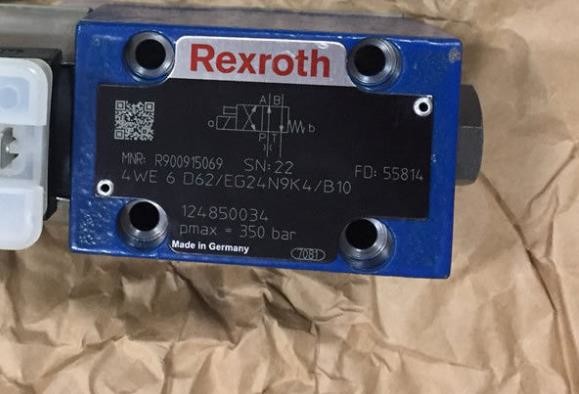 Rexroth
A B
a
b
P T
MNR: R900915069 SN: 22 FD: 55814
4WE 6 D62/EG24N9K4/B10
124850034
pmax = 350 bar
Made in Germany
7081